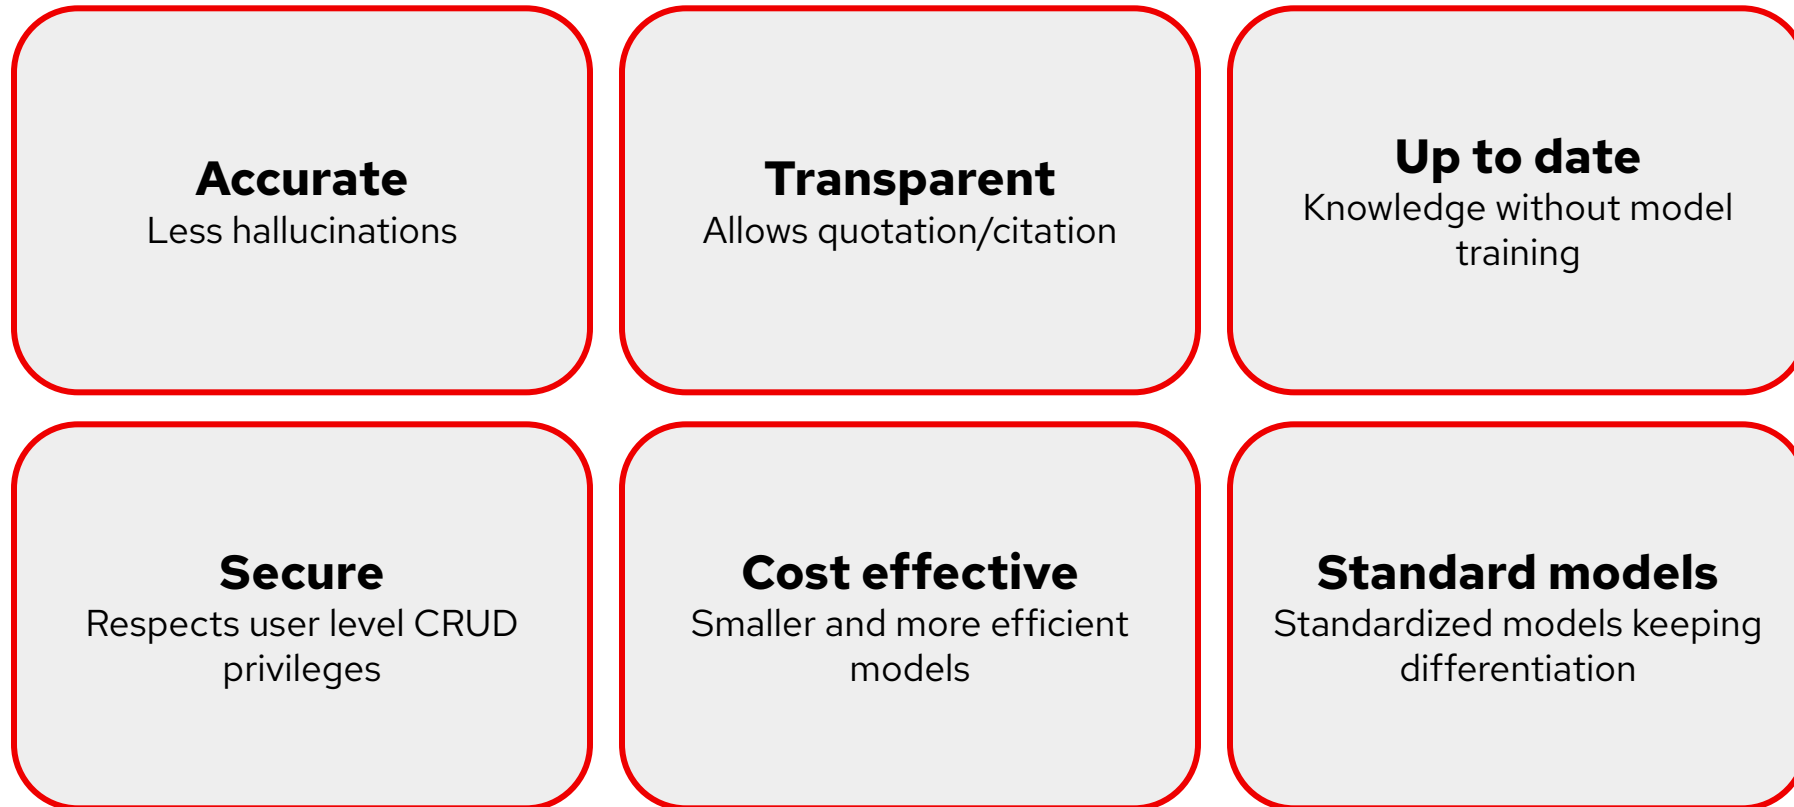 Accurate
Less hallucinations
Transparent
Allows quotation/citation
Up to date
Knowledge without model
training
Secure
Respects user level CRUD
privileges
Cost effective
Smaller and more efficient
models
Standard models
Standardized models keeping
differentiation